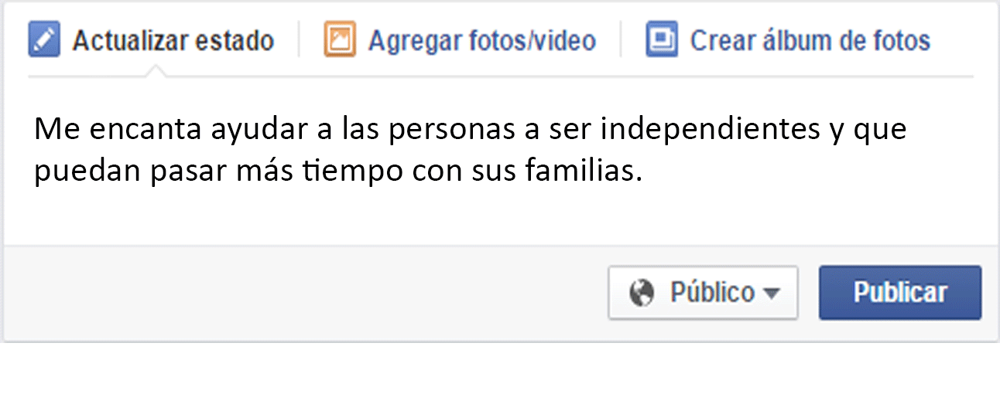 Actualizar estado Agregar fotos/video Crear álbum de fotos
Me encanta ayudar a las personas a ser independientes y que
puedan pasar más tiempo con sus familias.
Público Publicar